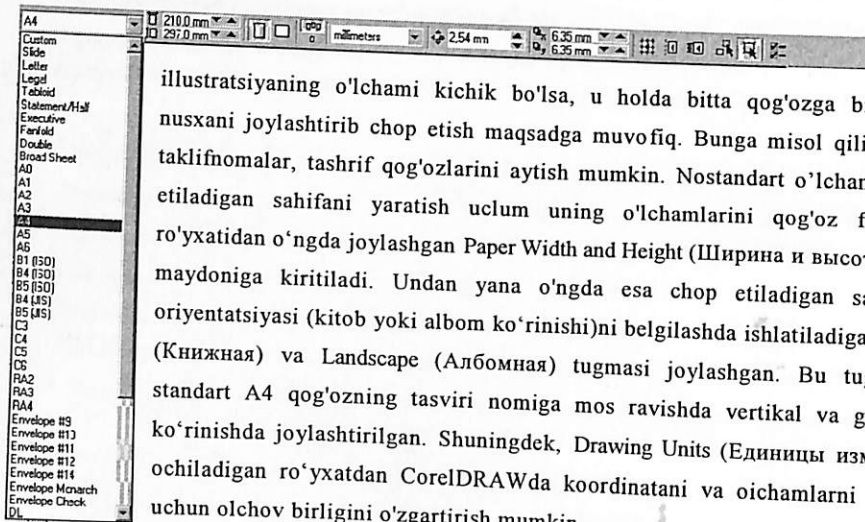 A4
210.0 mm
297.0 mm
millimeters
2,54 mm
6.35 mm
6.35 mm
Custom
Slide
Letter
Legal
Tabloid
Statement/Half
Executive
Fanfold
Double
Broad Sheet
A0
A1
A2
A3
A4
A5
A6
B1 (ISO)
B4 (ISO)
B5 (ISO)
B4 (JIS)
B5 (JIS)
C3
C4
C5
C6
RA2
RA3
RA4
Envelope #9
Envelope #10
Envelope #11
Envelope #12
Envelope #14
Envelope Monarch
Envelope Check
DL
illustratsiyaning o'lchami kichik bo'lsa, u holda bitta qog'ozga b
nusxani joylashtirib chop etish maqsadga muvofiq. Bunga misol qili
taklifnomalar, tashrif qog'ozlarini aytish mumkin. Nostandart o’lcham
etiladigan sahifani yaratish uclum uning o'lchamlarini qog'oz f
ro'yxatidan o‘ngda joylashgan Paper Width and Height (Ширина и высот
maydoniga kiritiladi. Undan yana o'ngda esa chop etiladigan sa
oriyentatsiyasi (kitob yoki albom ko‘rinishi)ni belgilashda ishlatiladiga
(Книжная) va Landscape (Албомная) tugmasi joylashgan. Bu tug
standart A4 qog'ozning tasviri nomiga mos ravishda vertikal va g
ko‘rinishda joylashtirilgan. Shuningdek, Drawing Units (Единицы изм
ochiladigan ro‘yxatdan CorelDRAWda koordinatani va oichamlarni
uchun olchov birligini o'zgartirish mumkin